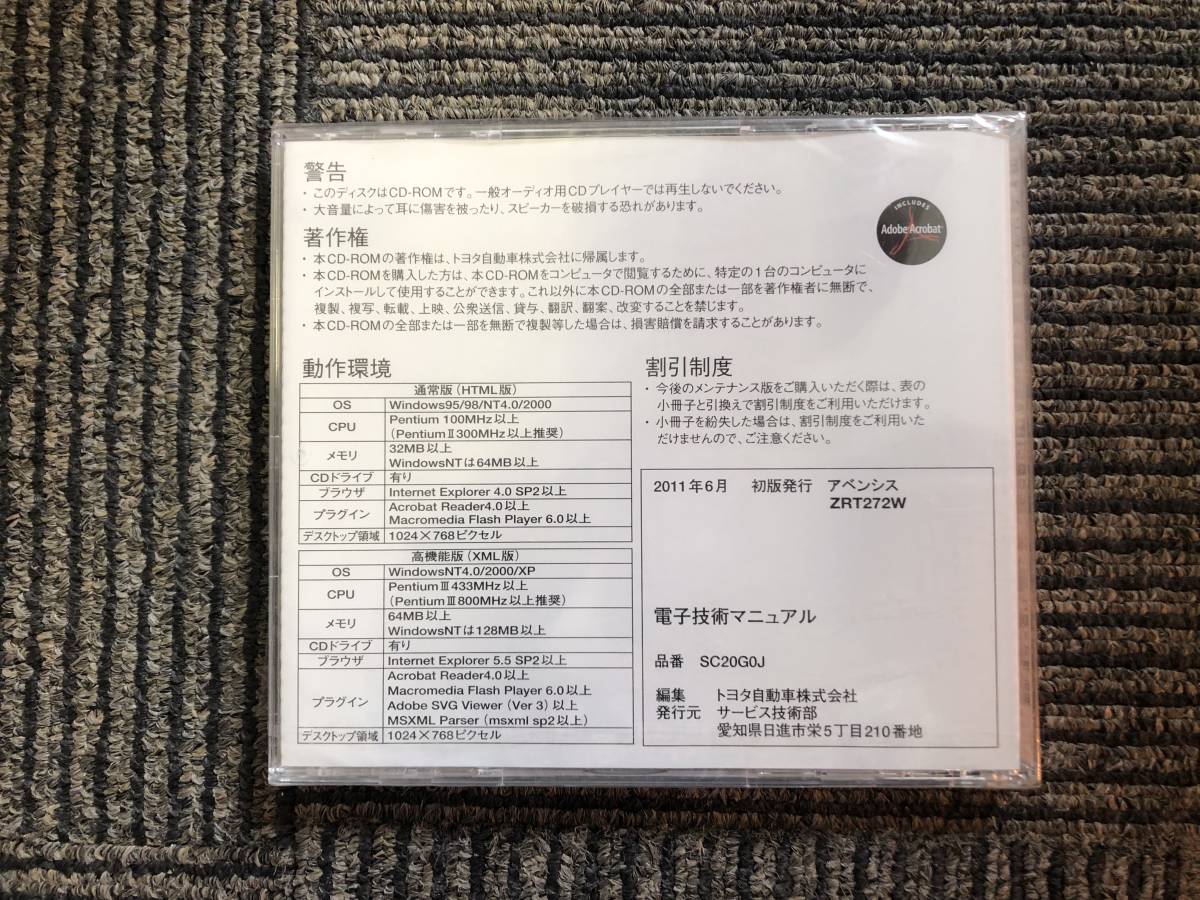 警告
・このディスクはCD-ROMです。一般オーディオ用CDプレイヤーでは再生しないでください。
・大音量によって耳に傷害を被ったり、スピーカーを破損する恐れがあります。
INCLUDES
Adobe Acrobat
著作権
・本CD-ROMの著作権は、トヨタ自動車株式会社に帰属します。
・本CD-ROMを購入した方は、本CD-ROMをコンピュータで閲覧するために、特定の1台のコンピュータに
インストールして使用することができます。これ以外に本CD-ROMの全部または一部を著作権者に無断で、
複製、複写、転載、上映、公衆送信、貸与、翻訳、翻案、改変することを禁じます。
・本CD-ROMの全部または一部を無断で複製等した場合は、損害賠償を請求することがあります。
動作環境
通常版（HTML版）
OS Windows95/98/NT4.0/2000
CPU Pentium 100MHz以上
（PentiumⅡ300MHz以上推奨）
メモリ 32MB以上
WindowsNTは64MB以上
CDドライブ 有り
ブラウザ Internet Explorer 4.0 SP2以上
プラグイン Acrobat Reader4.0以上
Macromedia Flash Player 6.0以上
デスクトップ領域 1024×768ピクセル
高機能版（XML版）
OS WindowsNT4.0/2000/XP
CPU PentiumⅢ433MHz以上
（PentiumⅢ800MHz以上推奨）
メモリ 64MB以上
WindowsNTは128MB以上
CDドライブ 有り
ブラウザ Internet Explorer 5.5 SP2以上
プラグイン Acrobat Reader4.0以上
Macromedia Flash Player 6.0以上
Adobe SVG Viewer（Ver 3）以上
MSXML Parser（msxml sp2以上）
デスクトップ領域 1024×768ピクセル
割引制度
・今後のメンテナンス版をご購入いただく際は、表の
小冊子と引換えで割引制度をご利用いただけます。
・小冊子を紛失した場合は、割引制度をご利用いた
だけませんので、ご注意ください。
2011年6月 初版発行 アベンシス
ZRT272W
電子技術マニュアル
品番 SC20G0J
編集 トヨタ自動車株式会社
発行元 サービス技術部
愛知県日進市栄5丁目210番地